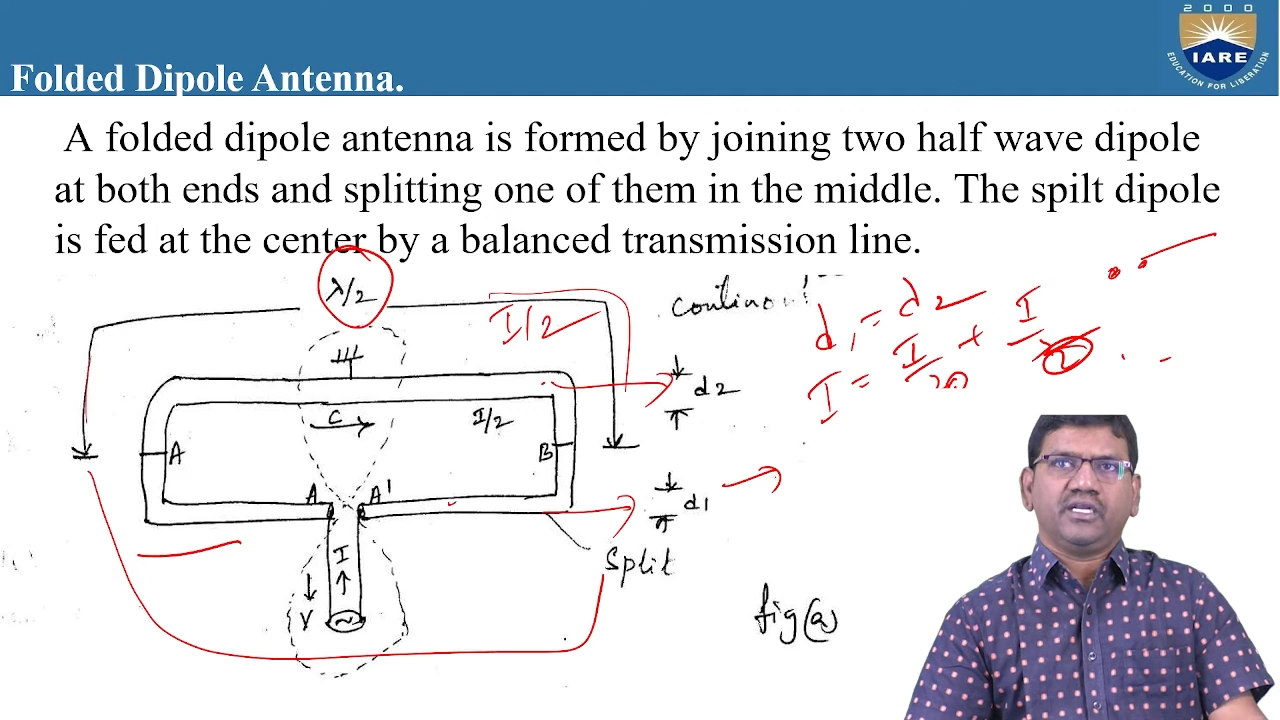 2000
IARE
EDUCATION FOR LIBERATION
Folded Dipole Antenna.
A folded dipole antenna is formed by joining two half wave dipole
at both ends and splitting one of them in the middle. The spilt dipole
is fed at the center by a balanced transmission line.
λ/2
I/2
d2
C
I/2
A
B
A
A'
d1
I
Split
V
~
fig(a)
d1 = λ2
I = I/2 + I/2